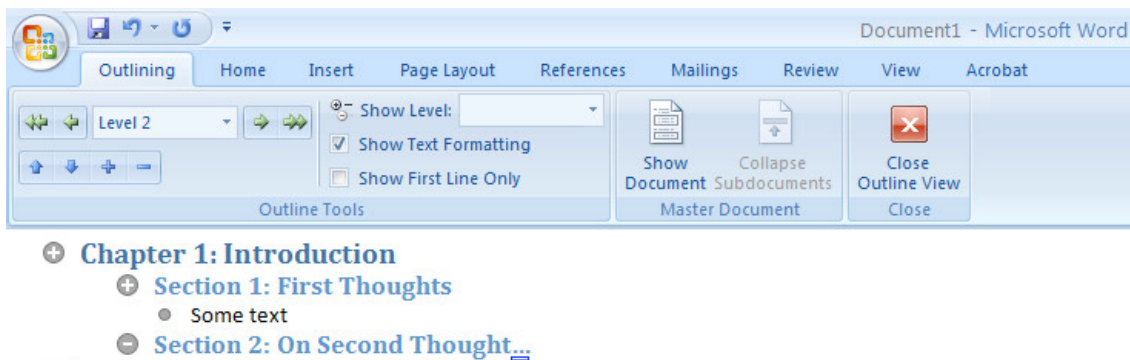 Document1 - Microsoft Word
Outlining Home Insert Page Layout References Mailings Review View Acrobat
Level 2
Show Level:
Show Text Formatting
Show First Line Only
Outline Tools
Show Document
Collapse Subdocuments
Master Document
Close Outline View
Close
Chapter 1: Introduction
Section 1: First Thoughts
Some text
Section 2: On Second Thought...